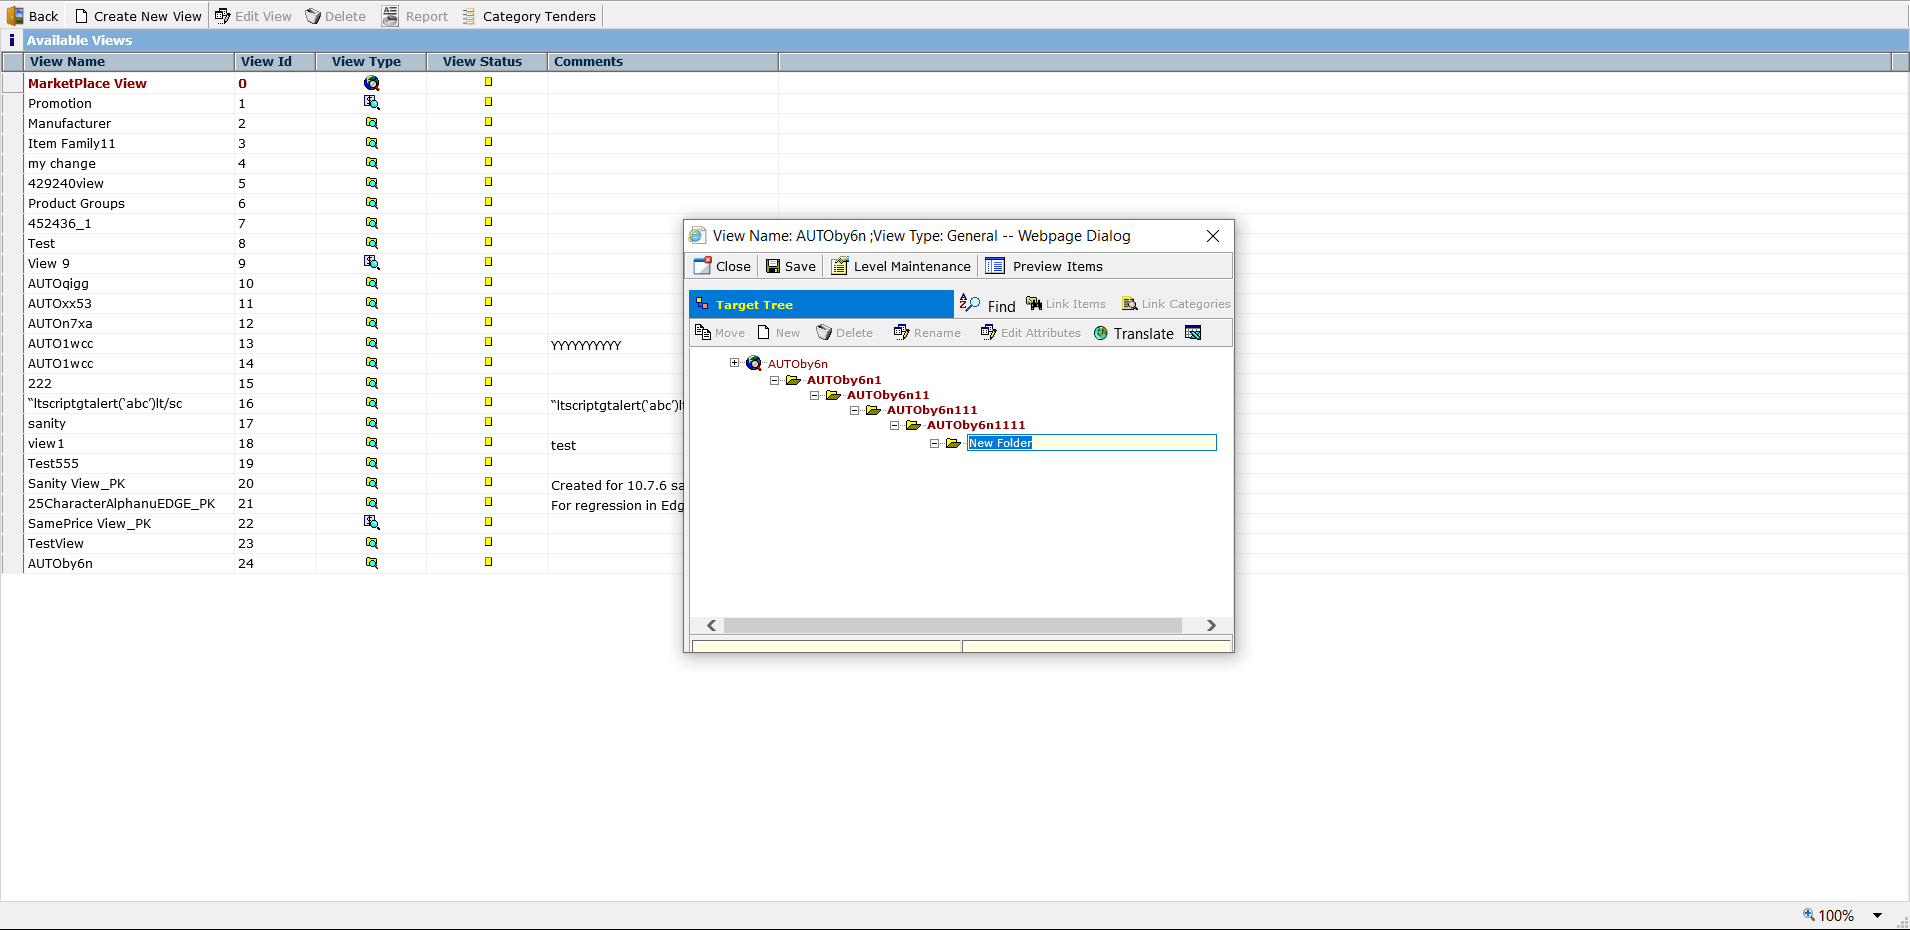 Back Create New View Edit View Delete Report Category Tenders
i Available Views
View Name View Id View Type View Status Comments
MarketPlace View 0
Promotion 1
Manufacturer 2
Item Family11 3
my change 4
429240view 5
Product Groups 6
452436_1 7
Test 8
View 9 9
AUTOqigg 10
AUTOxx53 11
AUTOn7xa 12
AUTO1wcc 13 YYYYYYYYYY
AUTO1wcc 14
222 15
“ltscriptgtalert(‘abc’)lt/sc 16 “ltscriptgtalert(‘abc’)lt
sanity 17
view1 18 test
Test555 19
Sanity View_PK 20 Created for 10.7.6 sa
25CharacterAlphanuEDGE_PK 21 For regression in Edg
SamePrice View_PK 22
TestView 23
AUTOby6n 24
View Name: AUTOby6n ;View Type: General -- Webpage Dialog
Close Save Level Maintenance Preview Items
Target Tree Find Link Items Link Categories
Move New Delete Rename Edit Attributes Translate
AUTOby6n
AUTOby6n1
AUTOby6n11
AUTOby6n111
AUTOby6n1111
New Folder
100%